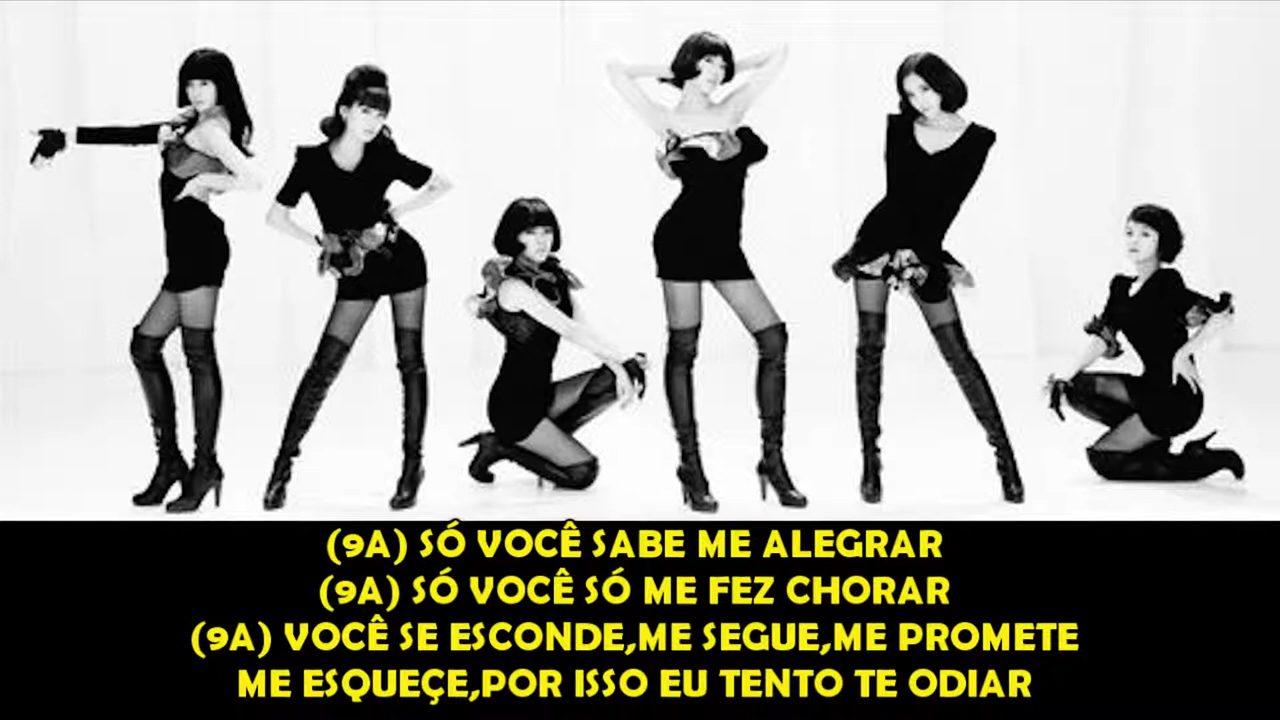 (9A) SÓ VOCÊ SABE ME ALEGRAR
(9A) SÓ VOCÊ SÓ ME FEZ CHORAR
(9A) VOCÊ SE ESCONDE,ME SEGUE,ME PROMETE
ME ESQUEÇE,POR ISSO EU TENTO TE ODIAR